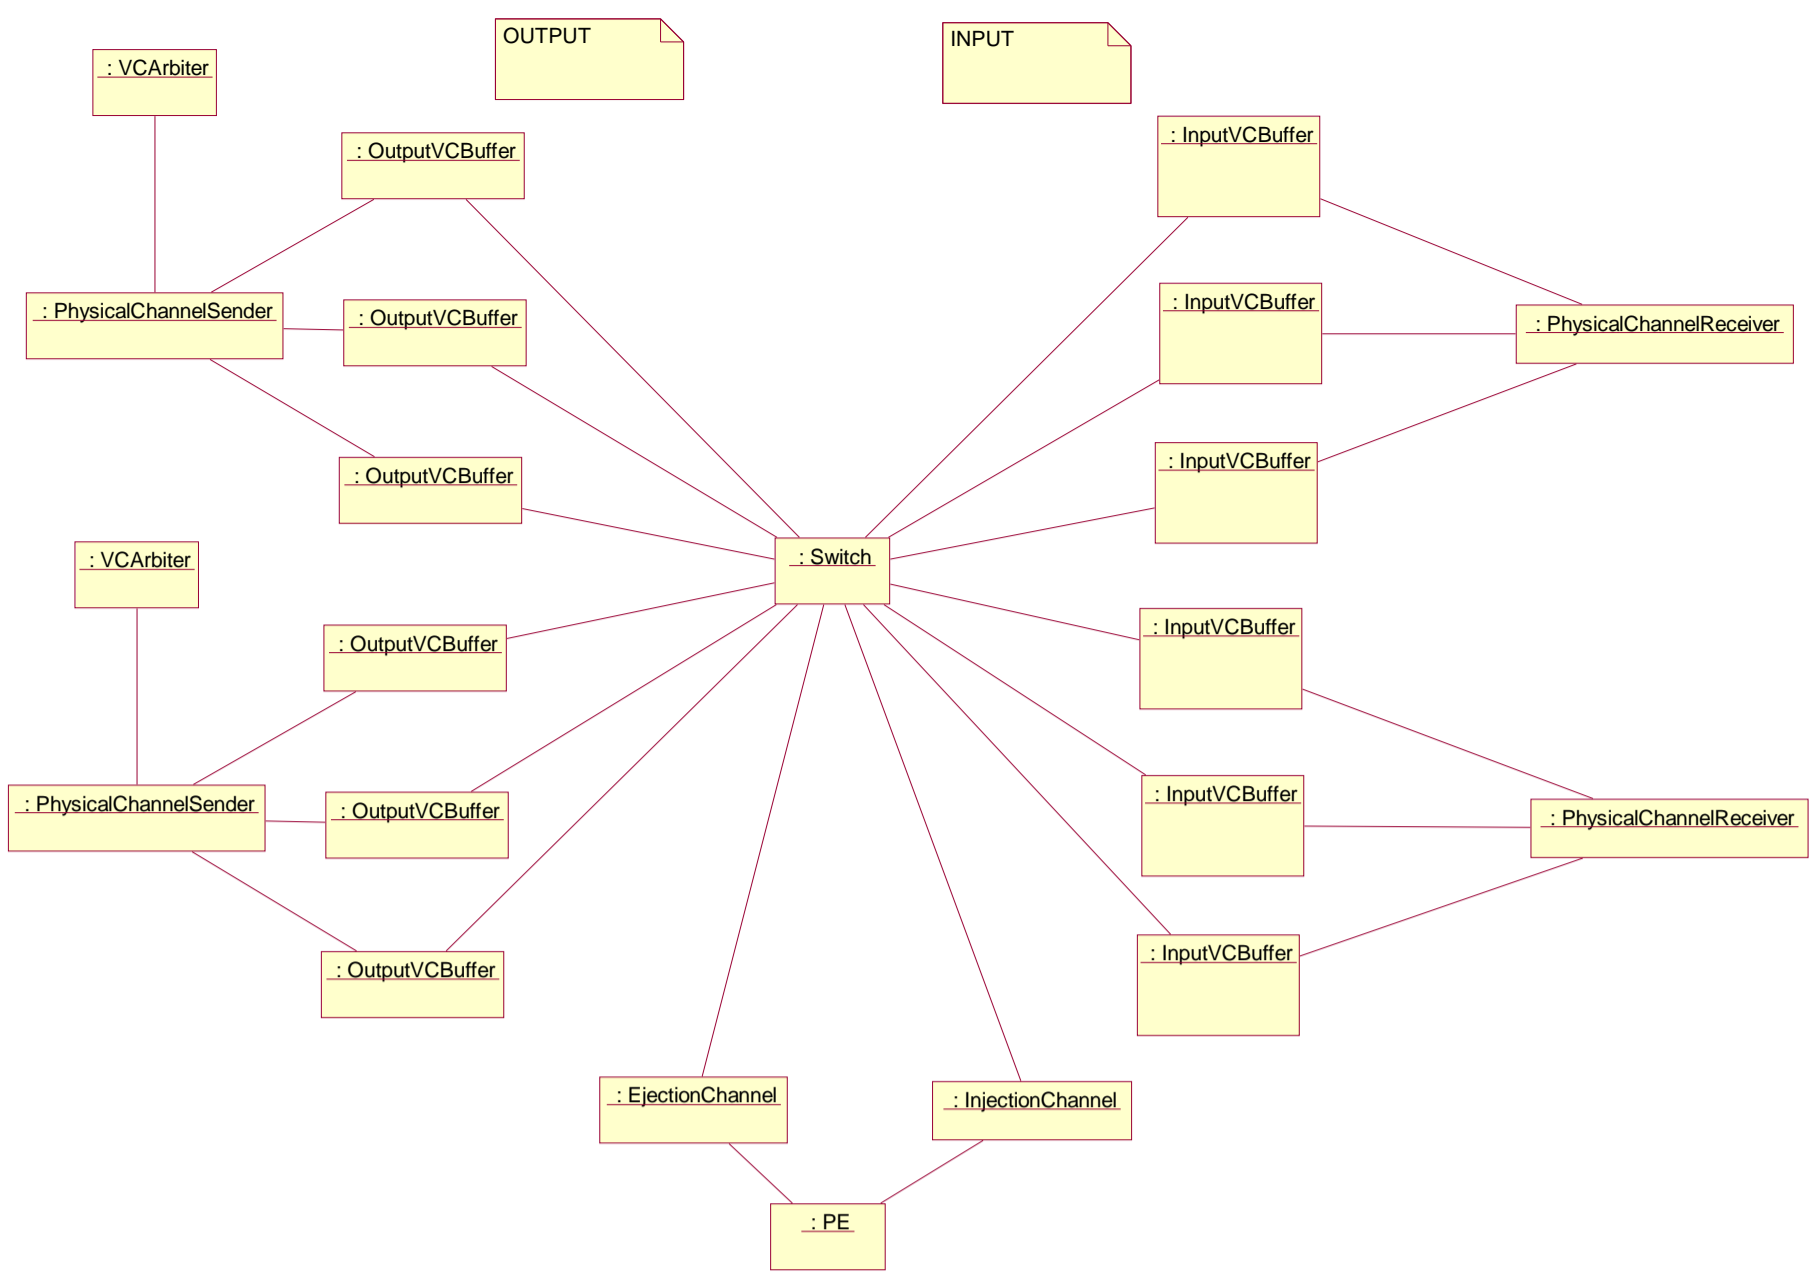 OUTPUT
INPUT
: VCArbiter
: OutputVCBuffer
: InputVCBuffer
: PhysicalChannelSender
: OutputVCBuffer
: InputVCBuffer
: PhysicalChannelReceiver
: OutputVCBuffer
: InputVCBuffer
: VCArbiter
: Switch
: OutputVCBuffer
: InputVCBuffer
: PhysicalChannelSender
: OutputVCBuffer
: InputVCBuffer
: PhysicalChannelReceiver
: OutputVCBuffer
: InputVCBuffer
: EjectionChannel
: InjectionChannel
: PE